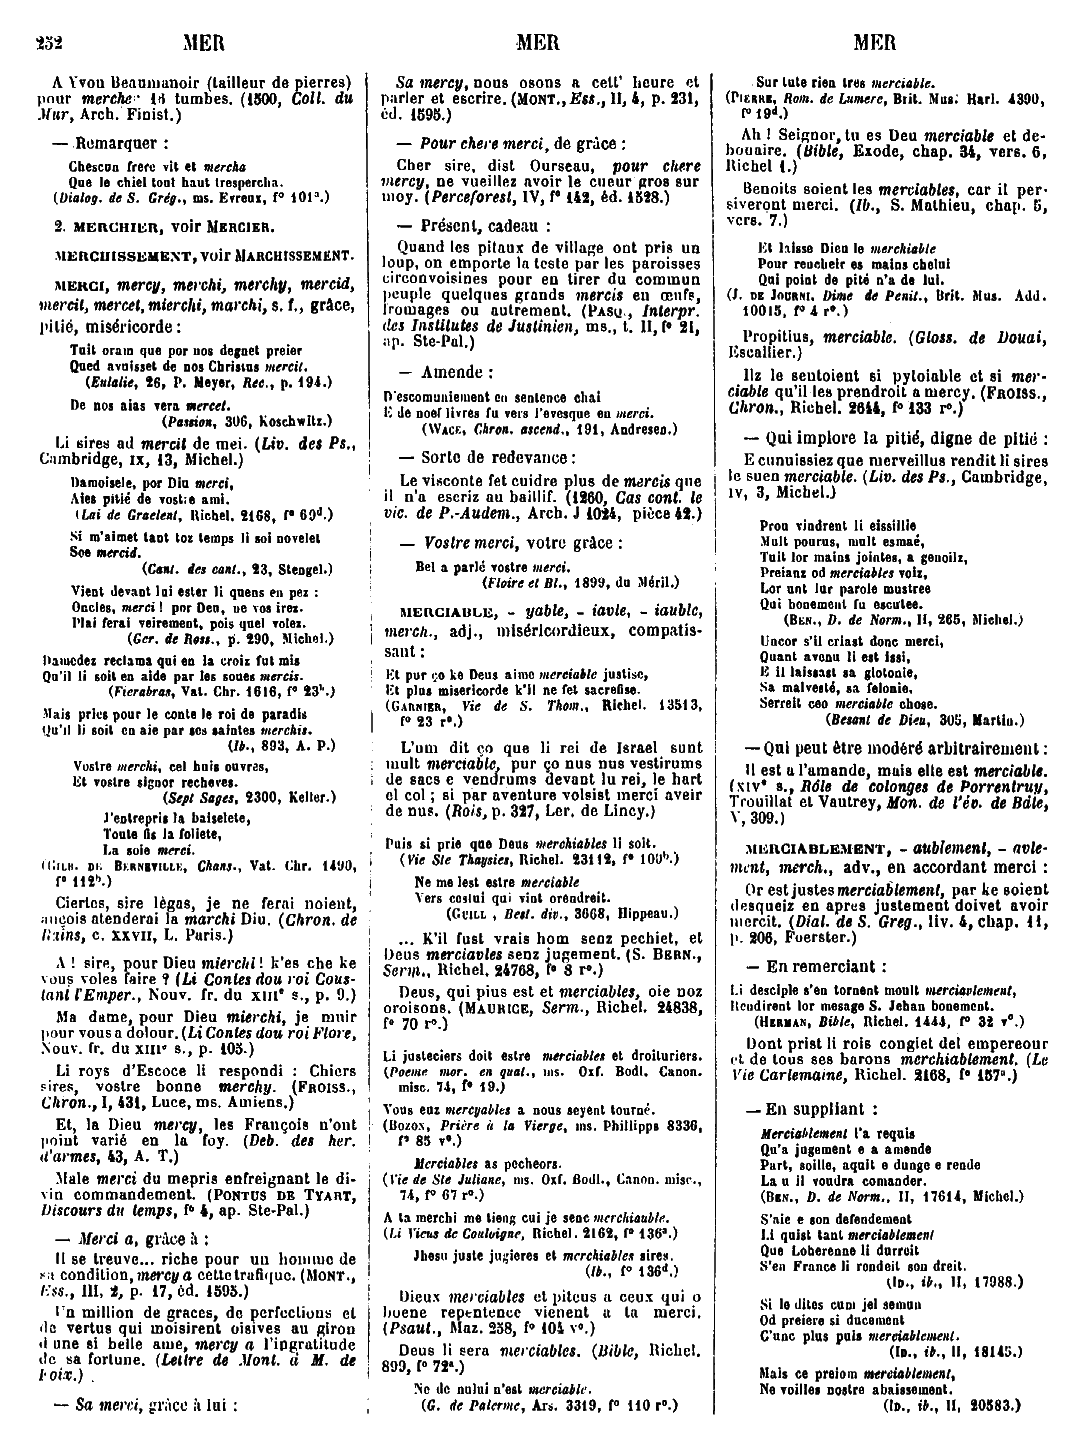 252 MER MER MER
A Yvon Beaumanoir (tailleur de pierres)
pour mercher 16 tumbes. (1500, Coll. du
Mur, Arch. Finist.)
— Remarquer :
Chescun frere vit et mercha
Que le chiel tout haut trespercha.
(Dialog. de S. Grég., ms. Evreux, f° 101ª.)
2. MERCHIER, voir MERCIER.
MERCHISSEMENT, voir MARCHISSEMENT.
MERCI, mercy, merchi, merchy, mercid,
mercit, mercet, mierchi, marchi, s. f., grâce,
pitié, miséricorde :
Tuit oram que por nos degnet preier
Qued avuisset de nos Christus mercit.
(Eulalie, 26, P. Meyer, Rec., p. 194.)
De nos aias vera mercet.
(Passion, 306, Koschwitz.)
Li sires ad mercit de mei. (Liv. des Ps.,
Cambridge, IX, 13, Michel.)
Damoisele, por Diu merci,
Aies pitié de vostre ami.
(Lai de Graelent, Richel. 2168, f° 69ᵈ.)
Si m'aimet tant toz temps li soi novelet
Soe mercid.
(Cant. des cant., 23, Stengel.)
Vient devant lui ester li quens en pez :
Oncles, merci ! por Deu, ne vos irez.
Plai ferai veirement, pois quel volez.
(Ger. de Ross., p. 290, Michel.)
Damedez reclama qui en la croiz fut mis
Qu'il li soit en aide par les soues mercis.
(Fierabras, Vat. Chr. 1616, f° 23ᵇ.)
Mais pries pour le conte le roi de paradis
Qu'il li soit en aie par ses saintes merchis.
(Ib., 893, A. P.)
Vostre merchi, cel huis ouvras,
Et vostre signor recheves.
(Sept Sages, 2300, Keller.)
J'entrepris la baiselete,
Toute fis la foliete,
La soie merci.
(GILB. DE BERNEVILLE, Chans., Vat. Chr. 1490,
f° 112ᵇ.)
Ciertes, sire lègas, je ne ferai noient,
ançois atenderai la marchi Diu. (Chron. de
Rains, c. XXVII, L. Paris.)
A ! sire, pour Dieu mierchi ! k'es che ke
vous voles faire ? (Li Contes dou roi Cous-
tant l'Emper., Nouv. fr. du XIIIᵉ s., p. 9.)
Ma dame, pour Dieu mierchi, je muir
pour vous a dolour. (Li Contes dou roi Flore,
Nouv. fr. du XIIIᵉ s., p. 105.)
Li roys d'Escoce li respondi : Chiers
sires, vostre bonne merchy. (FROISS.,
Chron., I, 431, Luce, ms. Amiens.)
Et, la Dieu mercy, les François n'ont
point varié en la foy. (Deb. des her.
d'armes, 43, A. T.)
Male merci du mepris enfreignant le di-
vin commandement. (PONTUS DE TYART,
Discours du temps, f° 4, ap. Ste-Pal.)
— Merci a, grâce à :
Il se treuve... riche pour un homme de
sa condition, mercy a cette trafique. (MONT.,
Ess., III, 2, p. 17, éd. 1595.)
Un million de graces, de perfections et
de vertus qui moisirent oisives au giron
d une si belle ame, mercy a l'ingratitude
de sa fortune. (Lettre de Mont. à M. de
Foix.)
— Sa merci, grâce à lui :
Sa mercy, nous osons a cett' heure et
parler et escrire. (MONT., Ess., II, 4, p. 231,
éd. 1595.)
— Pour chere merci, de grâce :
Cher sire, dist Ourseau, pour chere
mercy, ne vueillez avoir le cueur gros sur
moy. (Perceforest, IV, f° 142, éd. 1528.)
— Présent, cadeau :
Quand les pitaux de village ont pris un
loup, on emporte la teste par les paroisses
circonvoisines pour en tirer du commun
peuple quelques grands mercis en œufs,
fromages ou autrement. (PASQ., Interpr.
des Institutes de Justinien, ms., t. II, f° 21,
ap. Ste-Pal.)
— Amende :
D'escomuniement en sentence chai
E de noef livres fu vers l'evesque en merci.
(WACE, Chron. ascend., 191, Andresen.)
— Sorte de redevance :
Le visconte fet cuidre plus de mercis que
il n'a escriz au baillif. (1260, Cas cont. le
vic. de P.-Audem., Arch. J 1024, pièce 42.)
— Vostre merci, votre grâce :
Bel a parlé vostre merci.
(Floire et Bl., 1899, du Méril.)
MERCIABLE, - yable, - iavle, - iauble,
merch., adj., miséricordieux, compatis-
sant :
Et pur ço ke Deus aime merciable justise,
Et plus misericorde k'il ne fet sacrefise.
(GARNIER, Vie de S. Thom., Richel. 13513,
f° 23 r°.)
L'um dit ço que li rei de Israel sunt
mult merciable, pur ço nus nus vestirums
de sacs e vendrums devant lu rei, le hart
el col ; si par aventure volsist merci aveir
de nus. (Rois, p. 327, Ler. de Lincy.)
Puis si prie que Deus merchiables li soit.
(Vie Ste Thaysies, Richel. 23112, f° 100ᵇ.)
Ne me lest estre merciable
Vers coslui qui vint orendreit.
(GUILL , Best. div., 3668, Hippeau.)
... K'il fust vrais hom senz pechiet, et
Deus merciavles senz jugement. (S. BERN.,
Serm., Richel. 24768, f° 8 r°.)
Deus, qui pius est et merciables, oie noz
oroisons. (MAURICE, Serm., Richel. 24838,
f° 70 r°.)
Li justeciers doit estre merciables et droituriers.
(Poeme mor. en quat., ms. Oxf. Bodl. Canon.
misc. 74, f° 19.)
Vous euz mercyables a nous seyent tourné.
(BOZON, Prière à la Vierge, ms. Phillipps 8336,
f° 85 v°.)
Merciables as pecheors.
(Vie de Ste Juliane, ms. Oxf. Bodl., Canon. misc.,
74, f° 67 r°.)
A ta merchi me tieng cui je senc merchiauble.
(Li Vieus de Couloigne, Richel. 2162, f° 136ª.)
Jhesu juste jugieres et merchiables sires.
(Ib., f° 136ᵈ.)
Dieux merciables et piteus a ceux qui o
buene repentence vienent a ta merci.
(Psaut., Maz. 258, f° 104 v°.)
Deus li sera merciables. (Bible, Richel.
899, f° 72ª.)
Ne de nului n'est merciable.
(G. de Palerme, Ars. 3319, f° 110 r°.)
Sur tute rien tres merciable.
(PIERRE, Rom. de Lumere, Brit. Mus. Harl. 4390,
f° 19ᵈ.)
Ah ! Seignor, tu es Deu merciable et de-
bonaire. (Bible, Exode, chap. 34, vers. 6,
Richel 1.)
Benoits soient les merciables, car il per-
siveront merci. (Ib., S. Mathieu, chap. 5,
vers. 7.)
Et laisse Dieu le merchiable
Pour reucheir es mains chelui
Qui point de pité n'a de lui.
(J. DE JOURNI, Dime de Penit., Brit. Mus. Add.
10015, f° 4 r°.)
Propitius, merciable. (Gloss. de Douai,
Escallier.)
Ilz le sentoient si pytoiable et si mer-
ciable qu'il les prendroit a mercy. (FROISS.,
Chron., Richel. 2644, f° 133 r°.)
— Qui implore la pitié, digne de pitié :
E cunuissiez que merveillus rendit li sires
le suen merciable. (Liv. des Ps., Cambridge,
IV, 3, Michel.)
Prou vindrent li eissillie
Mult pourus, mult esmaé,
Tuit lor mains jointes, a genoilz,
Preianz od merciables voiz,
Lor unt lur parole mustree
Qui bonement fu escutee.
(BEN., D. de Norm., II, 265, Michel.)
Uncor s'il criast donc merci,
Quant avenu li est issi,
E il laissast sa glotonie,
Sa malvesté, sa felonie,
Serreit ceo merciable chose.
(Besant de Dieu, 305, Martin.)
— Qui peut être modéré arbitrairement :
Il est a l'amande, mais elle est merciable.
(XIVᵉ s., Rôle de colonges de Porrentruy,
Trouillat et Vautrey, Mon. de l'év. de Bâle,
V, 309.)
MERCIABLEMENT, - aublement, - avle-
ment, merch., adv., en accordant merci :
Or est justes merciablement, par ke soient
desqueiz en apres justement doivet avoir
mercit. (Dial. de S. Greg., liv. 4, chap. 11,
p. 206, Foerster.)
— En remerciant :
Li desciple s'en tornent moult merciavlement,
Rendirent lor mesage S. Jehan bonement.
(HERMAN, Bible, Richel. 1444, f° 32 v°.)
Dont prist li rois congiet del empereour
et de tous ses barons merchiablement. (Le
Vie Carlemaine, Richel. 2168, f° 157ª.)
— En suppliant :
Merciablement l'a requis
Qu'a jugement e a amende
Part, soille, aquit e dunge e rende
La u il voudra comander.
(BEN., D. de Norm., II, 17614, Michel.)
S'aie e son defendement
Li quist tant merciablement
Que Loherenne li durreit
S'en France li rendeit son dreit.
(ID., ib., II, 17988.)
Si le dites cum jel semun
Od preiere si ducement
C'unc plus puis merciablement.
(ID., ib., II, 18145.)
Mais ce preiom merciablement,
Ne voilles nostre abaissement.
(ID., ib., II, 20583.)